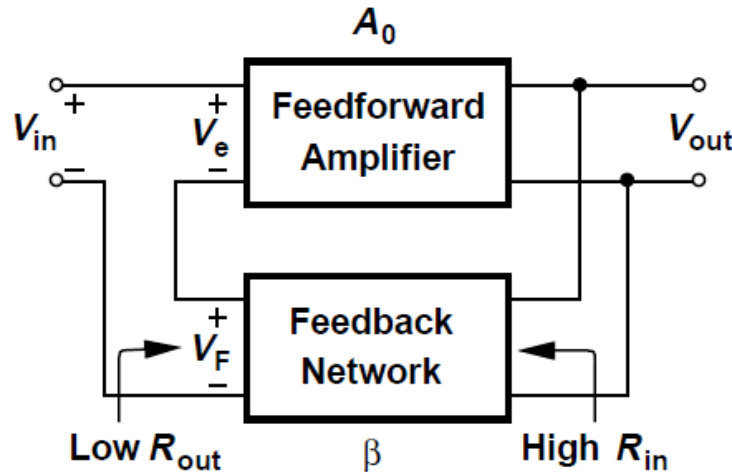 A0
Feedforward
Amplifier
+
Vin
−
+
Ve
−
Vout
Feedback
Network
+
VF
−
Low Rout
β
High Rin